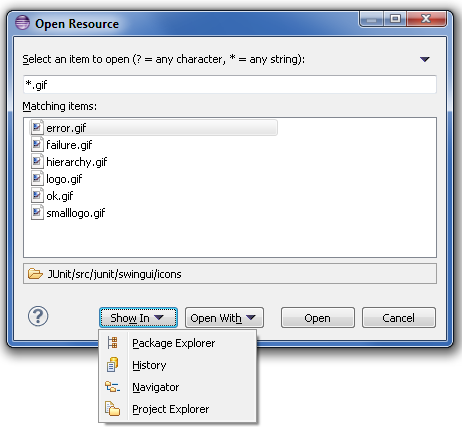 Open Resource
Select an item to open (? = any character, * = any string):
*.gif
Matching items:
error.gif
failure.gif
hierarchy.gif
logo.gif
ok.gif
smalllogo.gif
JUnit/src/junit/swingui/icons
? Show In Open With Open Cancel
Package Explorer
History
Navigator
Project Explorer